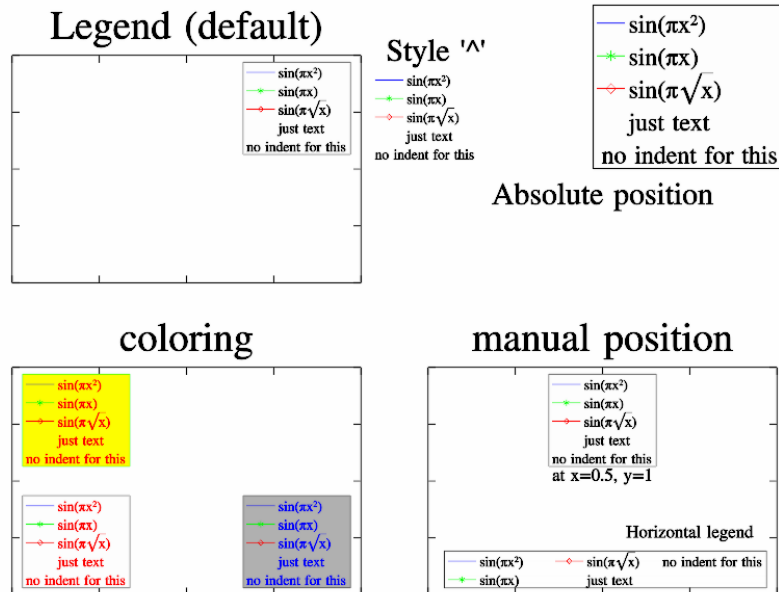 Legend (default)
sin(πx²)
sin(πx)
sin(π√x)
just text
no indent for this
Style '^'
sin(πx²)
sin(πx)
sin(π√x)
just text
no indent for this
sin(πx²)
sin(πx)
sin(π√x)
just text
no indent for this
Absolute position
coloring
sin(πx²)
sin(πx)
sin(π√x)
just text
no indent for this
sin(πx²)
sin(πx)
sin(π√x)
just text
no indent for this
sin(πx²)
sin(πx)
sin(π√x)
just text
no indent for this
manual position
sin(πx²)
sin(πx)
sin(π√x)
just text
no indent for this
at x=0.5, y=1
Horizontal legend
sin(πx²) sin(π√x) no indent for this
sin(πx) just text